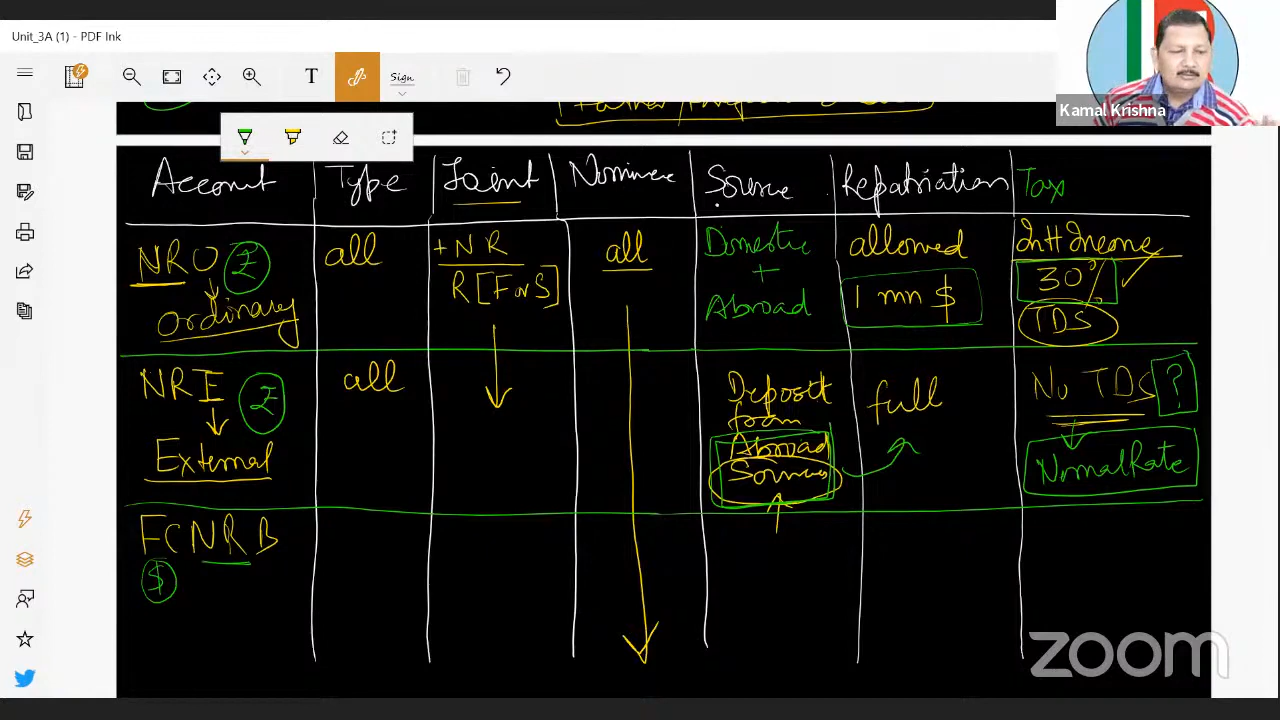 Unit_3A (1) - PDF Ink
T
Sign
Kamal Krishna
Account Type Joint Nominee Source Repatriation Tax
NRO ₹ all + NR all Domestic allowed Int Income
R [F or S] + 1 mn $ 30%
Ordinary Abroad TDS
NRE ₹ all Deposit full No TDS ?
from
External Abroad Normal Rate
Sources
FCNRB
$
zoom